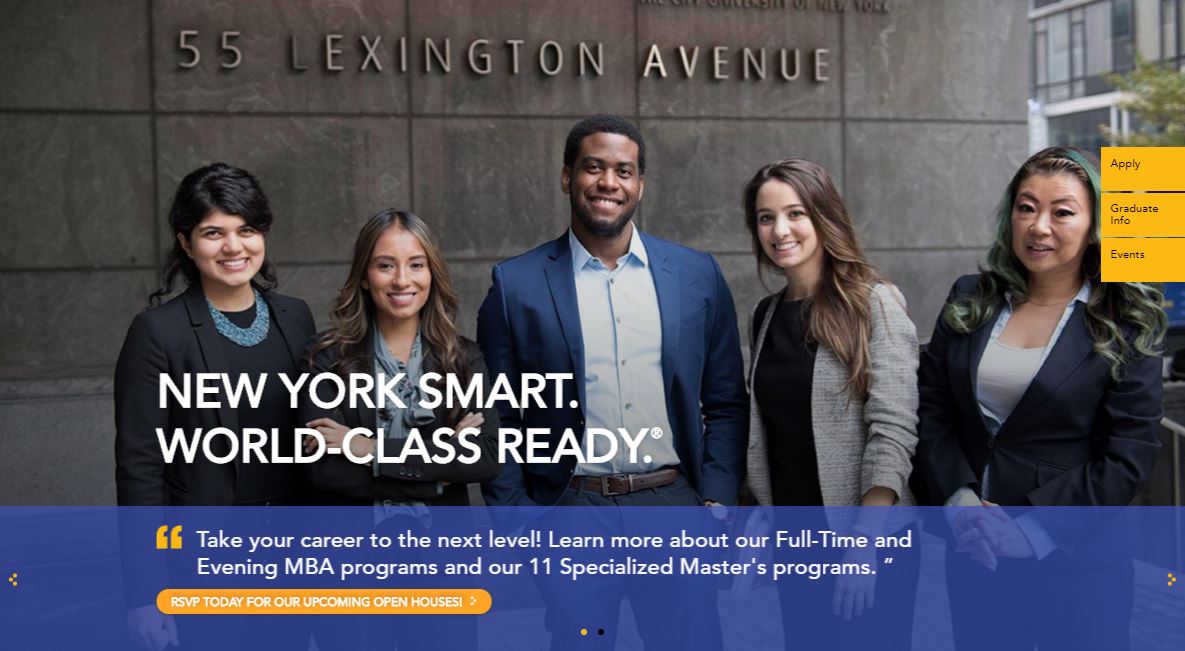 THE CITY UNIVERSITY OF NEW YORK
55 LEXINGTON AVENUE
Apply
Graduate
Info
Events
NEW YORK SMART.
WORLD-CLASS READY.®
“ Take your career to the next level! Learn more about our Full-Time and
Evening MBA programs and our 11 Specialized Master's programs. ”
RSVP TODAY FOR OUR UPCOMING OPEN HOUSES!